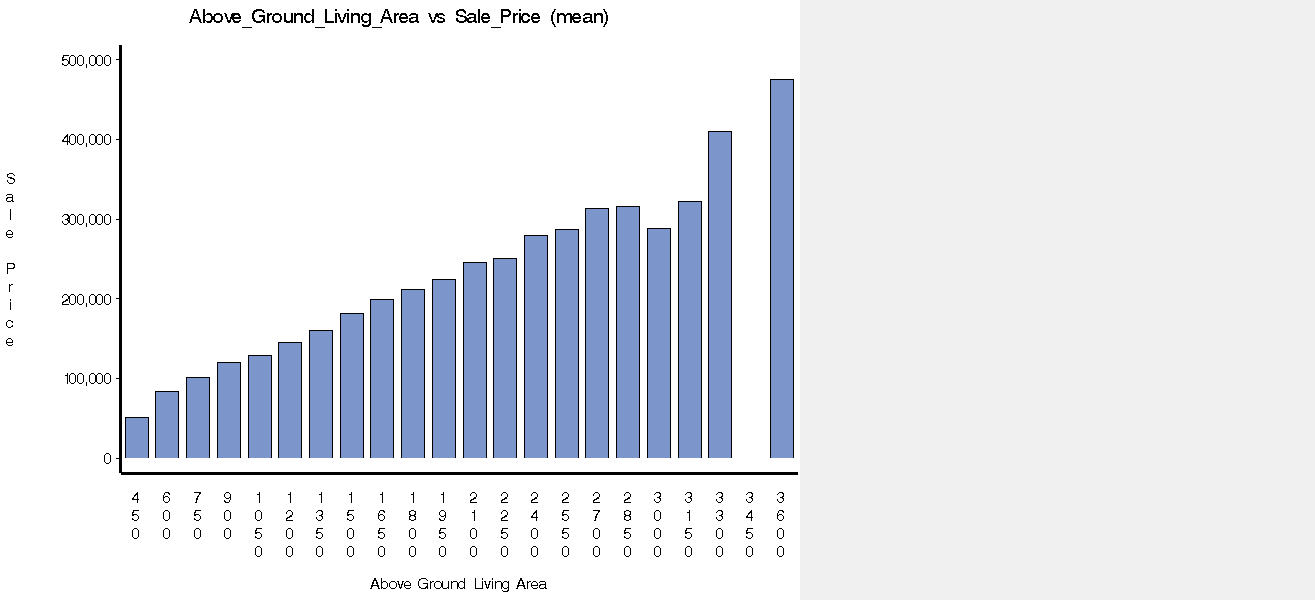 Above_Ground_Living_Area vs Sale_Price (mean)
500,000
400,000
300,000
200,000
100,000
0
Sale Price
450 600 750 900 1050 1200 1350 1500 1650 1800 1950 2100 2250 2400 2550 2700 2850 3000 3150 3300 3450 3600
Above Ground Living Area